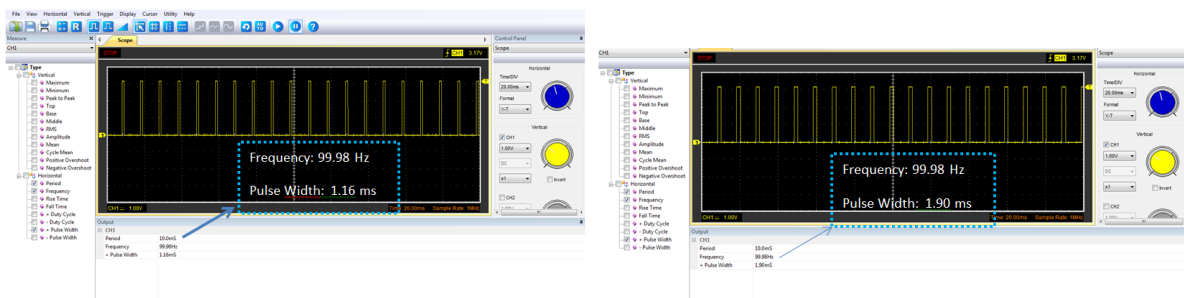 File View Horizontal Vertical Trigger Display Cursor Utility Help
Measure
CH1
Type
Vertical
Maximum
Minimum
Peak to Peak
Top
Base
Middle
RMS
Amplitude
Mean
Cycle Mean
Positive Overshoot
Negative Overshoot
Horizontal
Period
Frequency
Rise Time
Fall Time
+ Duty Cycle
- Duty Cycle
+ Pulse Width
- Pulse Width
Scope
STOP
CH1 3.17V
Frequency: 99.98 Hz
Pulse Width: 1.16 ms
CH1 1.00V
Time: 20.00ms Sample Rate: 1MHz
Output
CH1
Period 10.0mS
Frequency 99.98Hz
+ Pulse Width 1.16mS
Control Panel
Scope
Horizontal
Time/DIV
20.00ms
Format
Y-T
Vertical
CH1
1.00V
DC
x1
Invert
CH2
CH1
Type
Vertical
Maximum
Minimum
Peak to Peak
Top
Base
Middle
RMS
Amplitude
Mean
Cycle Mean
Positive Overshoot
Negative Overshoot
Horizontal
Period
Frequency
Rise Time
Fall Time
+ Duty Cycle
- Duty Cycle
+ Pulse Width
- Pulse Width
STOP
CH1 3.17V
Frequency: 99.98 Hz
Pulse Width: 1.90 ms
CH1 1.00V
Time: 20.00ms Sample Rate: 1MHz
Output
CH1
Period 10.0mS
Frequency 99.98Hz
+ Pulse Width 1.90mS
Scope
Horizontal
Time/DIV
20.00ms
Format
Y-T
Vertical
CH1
1.00V
DC
x1
Invert
CH2